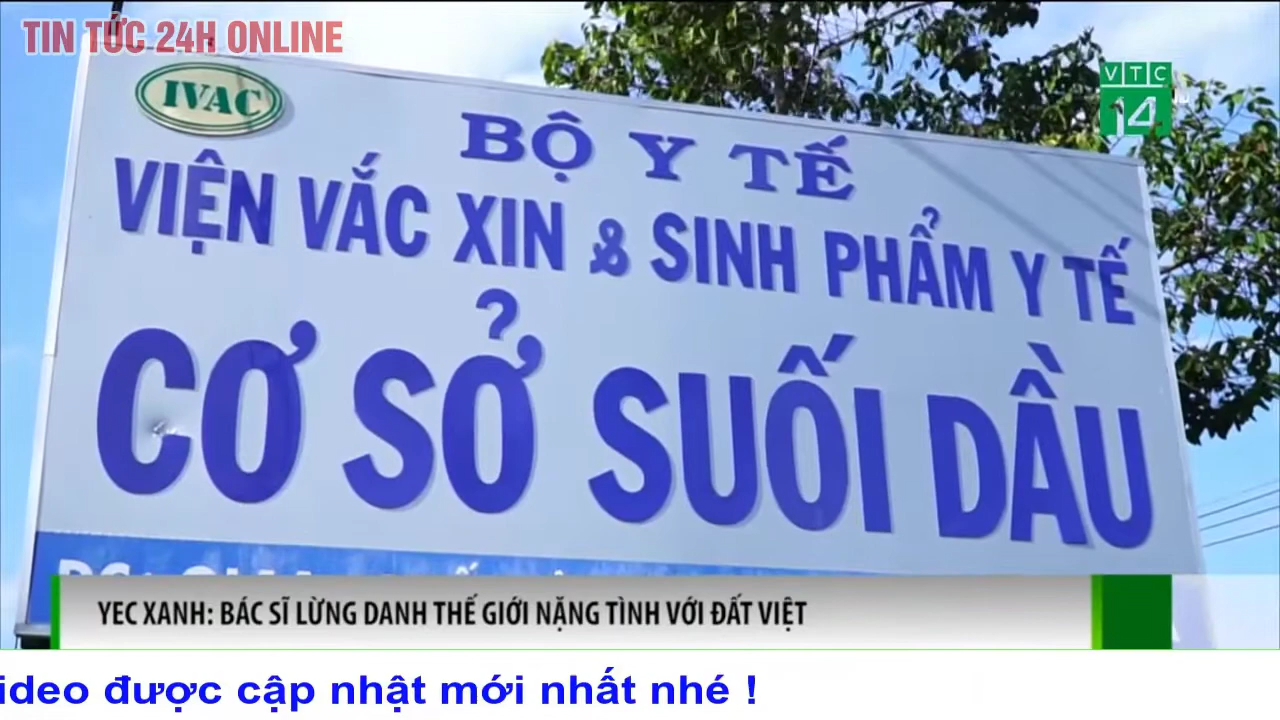 TIN TỨC 24H ONLINE
IVAC
VTC
14
BỘ Y TẾ
VIỆN VẮC XIN & SINH PHẨM Y TẾ
CƠ SỞ SUỐI DẦU
YEC XANH: BÁC SĨ LỪNG DANH THẾ GIỚI NẶNG TÌNH VỚI ĐẤT VIỆT
ideo được cập nhật mới nhất nhé !